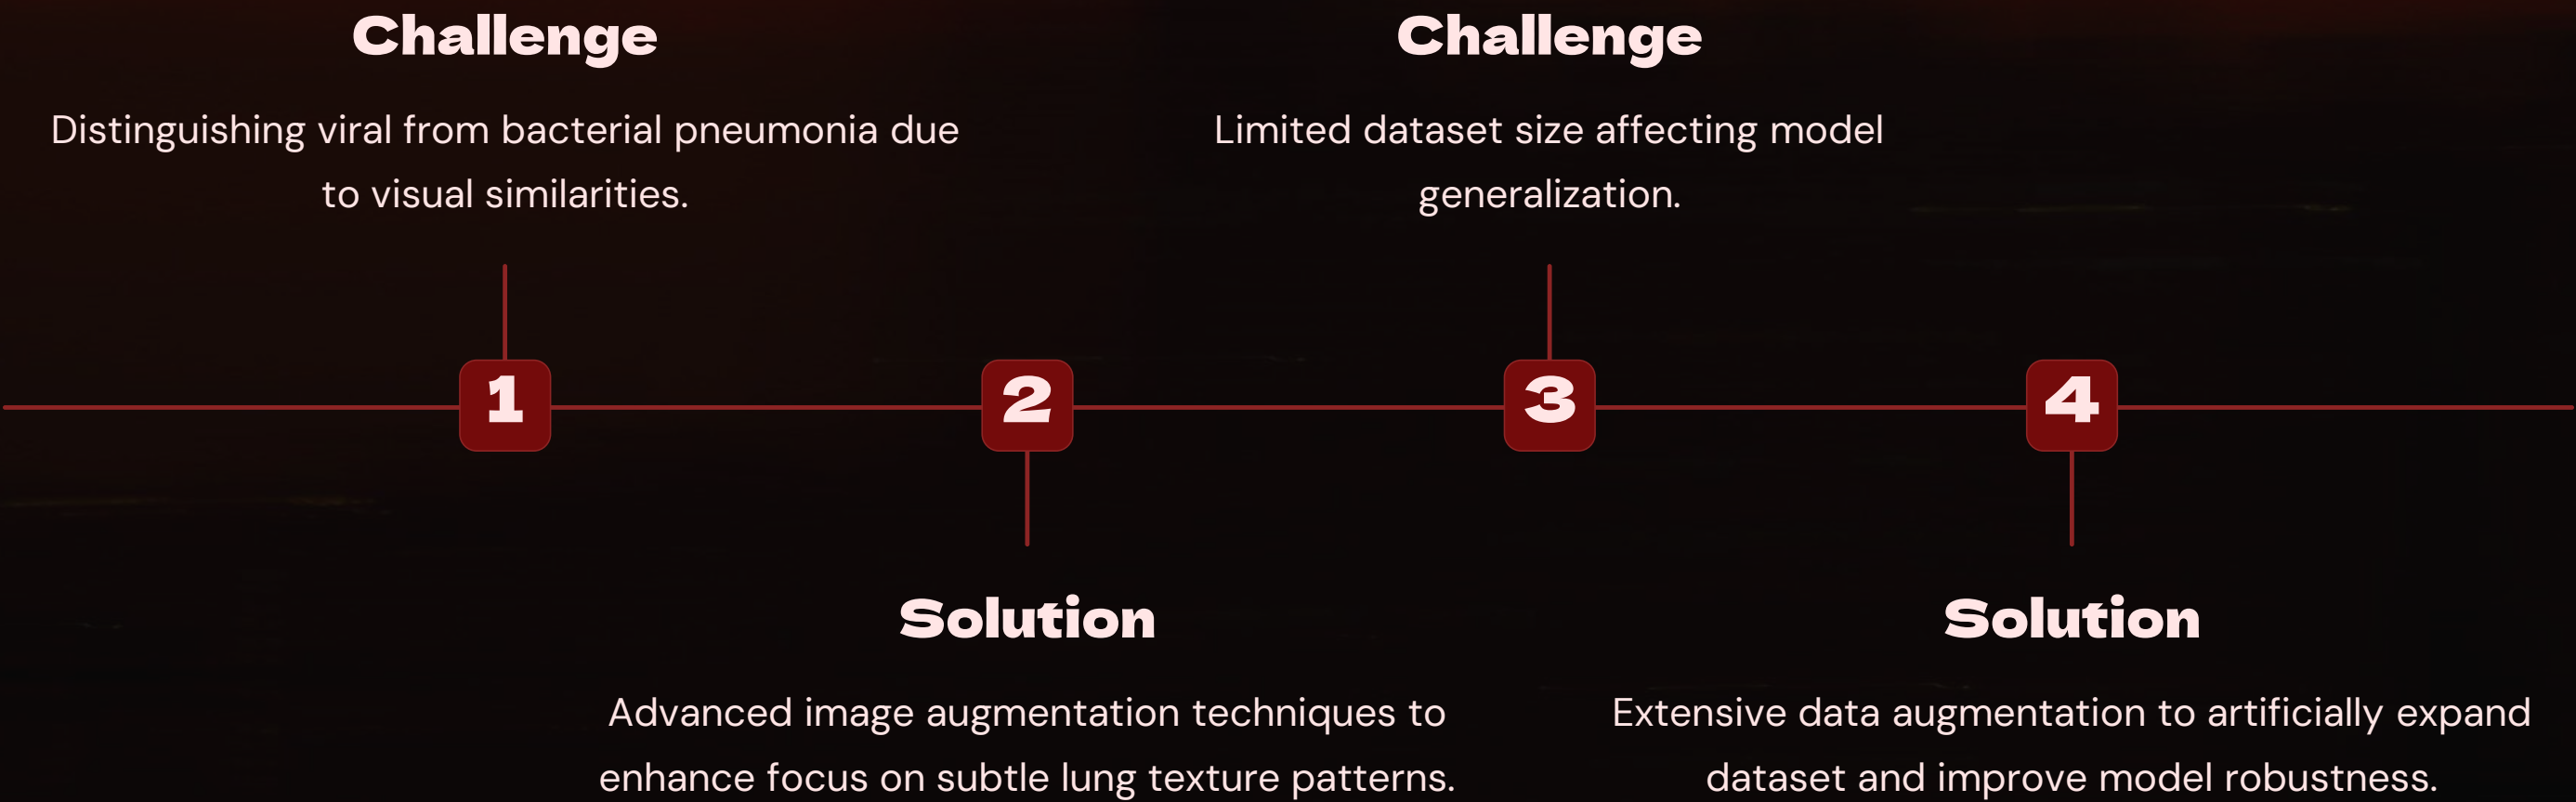 Challenge
Distinguishing viral from bacterial pneumonia due
to visual similarities.
Challenge
Limited dataset size affecting model
generalization.
1
2
3
4
Solution
Advanced image augmentation techniques to
enhance focus on subtle lung texture patterns.
Solution
Extensive data augmentation to artificially expand
dataset and improve model robustness.